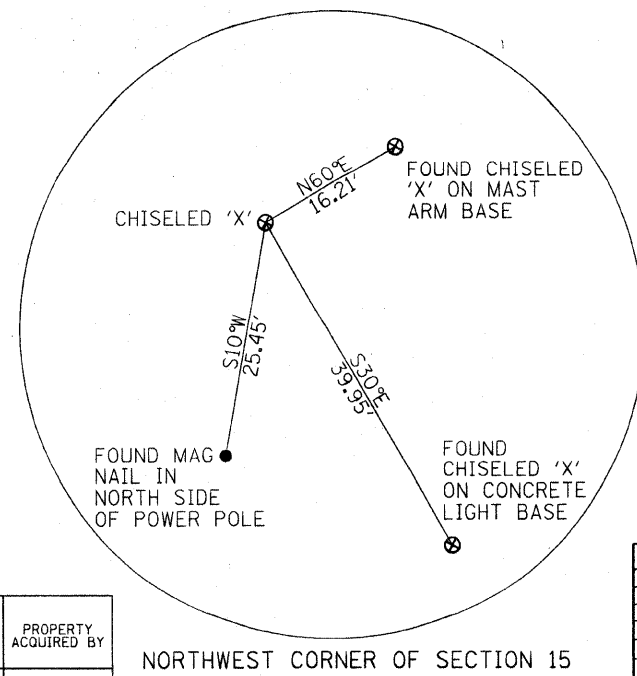 N60°E
16.21'
FOUND CHISELED
'X' ON MAST
ARM BASE
CHISELED 'X'
S10°W
25.45'
S30°E
39.95'
FOUND MAG
NAIL IN
NORTH SIDE
OF POWER POLE
FOUND
CHISELED 'X'
ON CONCRETE
LIGHT BASE
PROPERTY
ACQUIRED BY
NORTHWEST CORNER OF SECTION 15